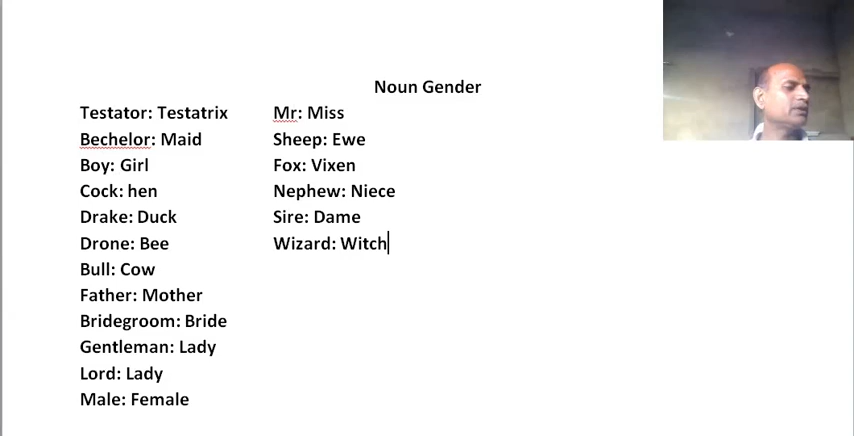 Noun Gender
Testator: Testatrix
Bechelor: Maid
Boy: Girl
Cock: hen
Drake: Duck
Drone: Bee
Bull: Cow
Father: Mother
Bridegroom: Bride
Gentleman: Lady
Lord: Lady
Male: Female
Mr: Miss
Sheep: Ewe
Fox: Vixen
Nephew: Niece
Sire: Dame
Wizard: Witch